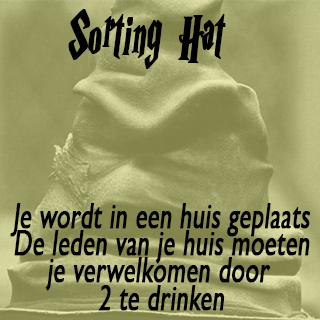 Sorting Hat
Je wordt in een huis geplaats
De leden van je huis moeten
je verwelkomen door
2 te drinken